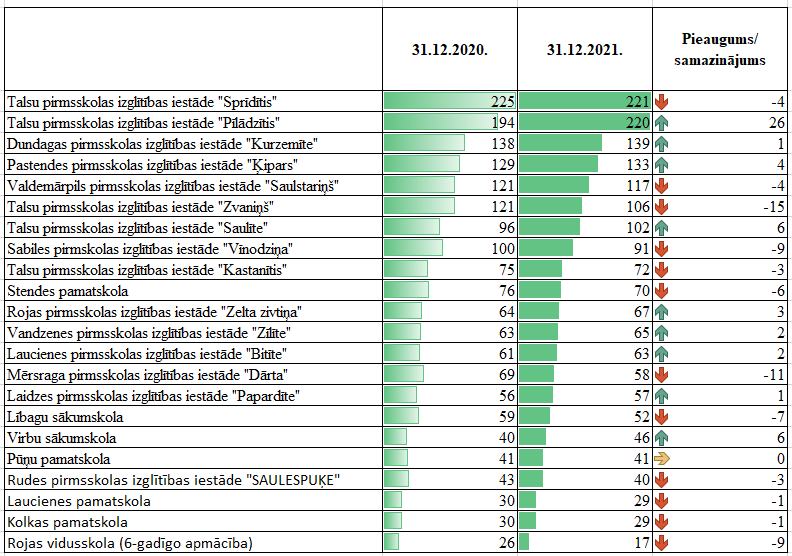 31.12.2020. 31.12.2021. Pieaugums/
samazinājums
Talsu pirmsskolas izglītības iestāde "Sprīdītis" 225 221 -4
Talsu pirmsskolas izglītības iestāde "Pīlādzītis" 194 220 26
Dundagas pirmsskolas izglītības iestāde "Kurzemīte" 138 139 1
Pastendes pirmsskolas izglītības iestāde "Ķipars" 129 133 4
Valdemārpils pirmsskolas izglītības iestāde "Saulstariņš" 121 117 -4
Talsu pirmsskolas izglītības iestāde "Zvaniņš" 121 106 -15
Talsu pirmsskolas izglītības iestāde "Saulīte" 96 102 6
Sabiles pirmskolas izglītības iestāde "Vīnodziņa" 100 91 -9
Talsu pirmsskolas izglītības iestāde "Kastanītis" 75 72 -3
Stendes pamatskola 76 70 -6
Rojas pirmsskolas izglītības iestāde "Zelta zivtiņa" 64 67 3
Vandzenes pirmsskolas izglītības iestāde "Zīlīte" 63 65 2
Laucienes pirmsskolas izglītības iestāde "Bitīte" 61 63 2
Mērsraga pirmsskolas izglītības iestāde "Dārta" 69 58 -11
Laidzes pirmsskolas izglītības iestāde "Papardīte" 56 57 1
Lībagu sākumskola 59 52 -7
Virbu sākumskola 40 46 6
Pūņu pamatskola 41 41 0
Rudes pirmsskolas izglītības iestāde "SAULESPUĶE" 43 40 -3
Laucienes pamatskola 30 29 -1
Kolkas pamatskola 30 29 -1
Rojas vidusskola (6-gadīgo apmācība) 26 17 -9